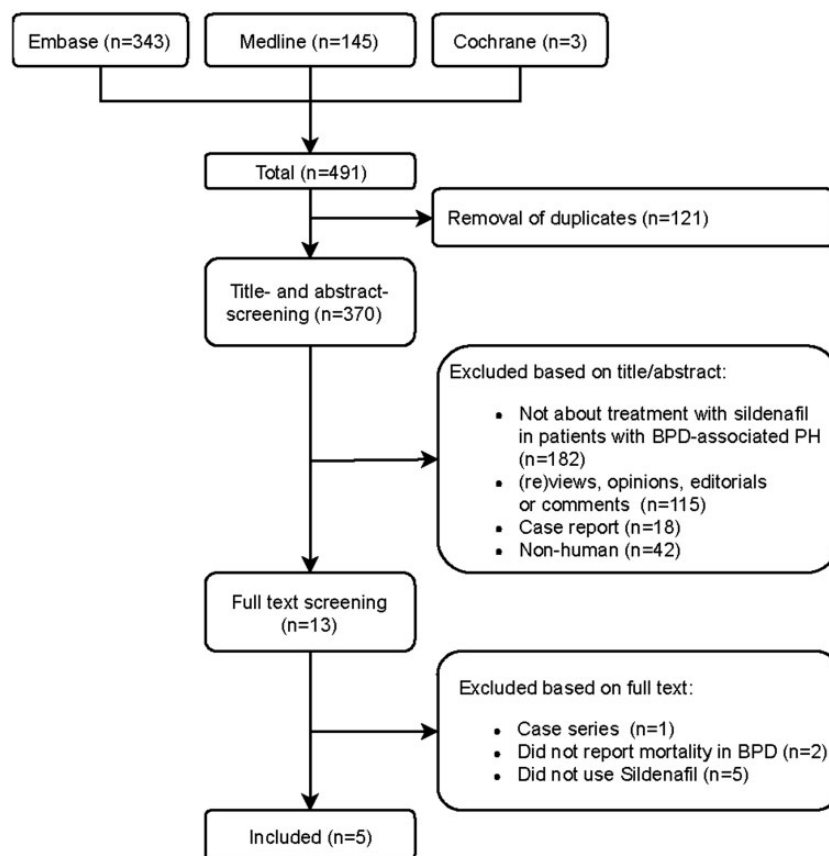 Embase (n=343)
Medline (n=145)
Cochrane (n=3)
Total (n=491)
Removal of duplicates (n=121)
Title- and abstract-
screening (n=370)
Excluded based on title/abstract:
• Not about treatment with sildenafil
in patients with BPD-associated PH
(n=182)
• (re)views, opinions, editorials
or comments (n=115)
• Case report (n=18)
• Non-human (n=42)
Full text screening
(n=13)
Excluded based on full text:
• Case series (n=1)
• Did not report mortality in BPD (n=2)
• Did not use Sildenafil (n=5)
Included (n=5)